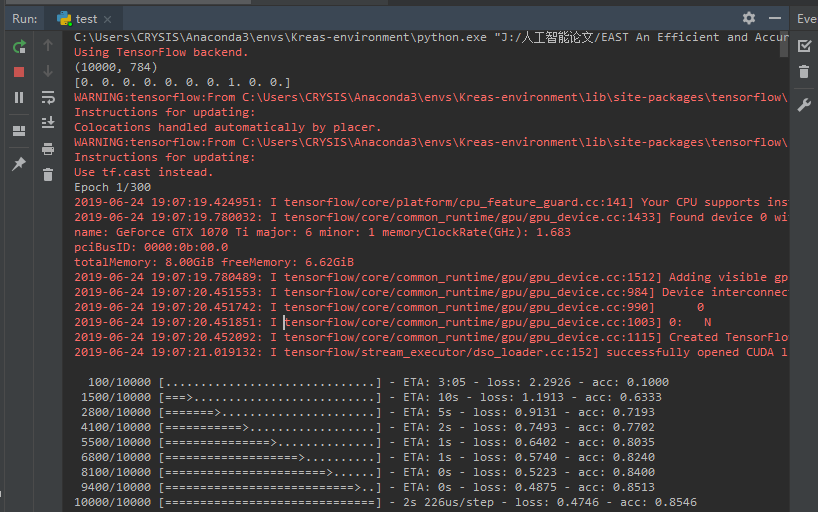 Run: test Eve
C:\Users\CRYSIS\Anaconda3\envs\Kreas-environment\python.exe "J:/人工智能论文/EAST An Efficient and Accur
Using TensorFlow backend.
(10000, 784)
[0. 0. 0. 0. 0. 0. 0. 1. 0. 0.]
WARNING:tensorflow:From C:\Users\CRYSIS\Anaconda3\envs\Kreas-environment\lib\site-packages\tensorflow\
Instructions for updating:
Colocations handled automatically by placer.
WARNING:tensorflow:From C:\Users\CRYSIS\Anaconda3\envs\Kreas-environment\lib\site-packages\tensorflow\
Instructions for updating:
Use tf.cast instead.
Epoch 1/300
2019-06-24 19:07:19.424951: I tensorflow/core/platform/cpu_feature_guard.cc:141] Your CPU supports ins
2019-06-24 19:07:19.780032: I tensorflow/core/common_runtime/gpu/gpu_device.cc:1433] Found device 0 wi
name: GeForce GTX 1070 Ti major: 6 minor: 1 memoryClockRate(GHz): 1.683
pciBusID: 0000:0b:00.0
totalMemory: 8.00GiB freeMemory: 6.62GiB
2019-06-24 19:07:19.780489: I tensorflow/core/common_runtime/gpu/gpu_device.cc:1512] Adding visible gp
2019-06-24 19:07:20.451553: I tensorflow/core/common_runtime/gpu/gpu_device.cc:984] Device interconnec
2019-06-24 19:07:20.451742: I tensorflow/core/common_runtime/gpu/gpu_device.cc:990]      0
2019-06-24 19:07:20.451851: I tensorflow/core/common_runtime/gpu/gpu_device.cc:1003] 0:   N
2019-06-24 19:07:20.452092: I tensorflow/core/common_runtime/gpu/gpu_device.cc:1115] Created TensorFlo
2019-06-24 19:07:21.019132: I tensorflow/stream_executor/dso_loader.cc:152] successfully opened CUDA l
100/10000 [..............................] - ETA: 3:05 - loss: 2.2926 - acc: 0.1000
1500/10000 [===>..........................] - ETA: 10s - loss: 1.1913 - acc: 0.6333
2800/10000 [=======>......................] - ETA: 5s - loss: 0.9131 - acc: 0.7193
4100/10000 [===========>..................] - ETA: 2s - loss: 0.7493 - acc: 0.7702
5500/10000 [===============>..............] - ETA: 1s - loss: 0.6402 - acc: 0.8035
6800/10000 [===================>..........] - ETA: 1s - loss: 0.5740 - acc: 0.8240
8100/10000 [=======================>......] - ETA: 0s - loss: 0.5223 - acc: 0.8400
9400/10000 [===========================>..] - ETA: 0s - loss: 0.4875 - acc: 0.8513
10000/10000 [==============================] - 2s 226us/step - loss: 0.4746 - acc: 0.8546